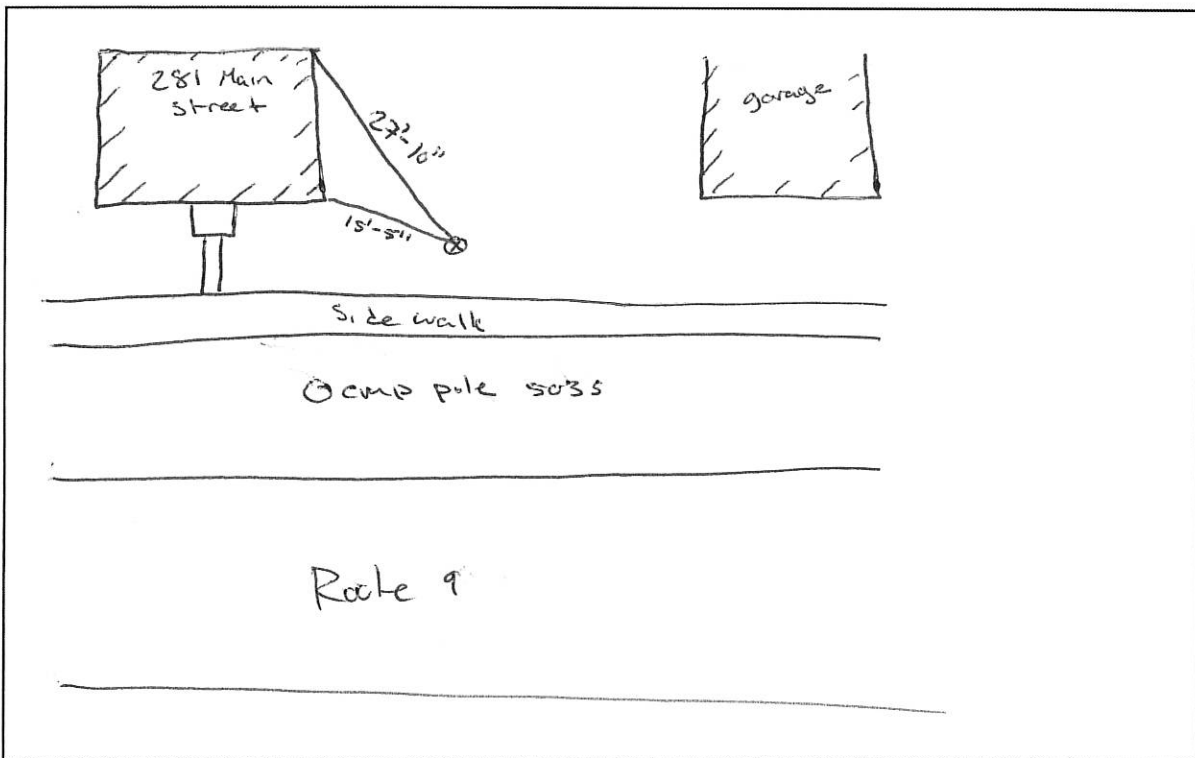 281 Main
street
garage
27'-10"
15'-5"
Side walk
cmp pole 5035
Route 9